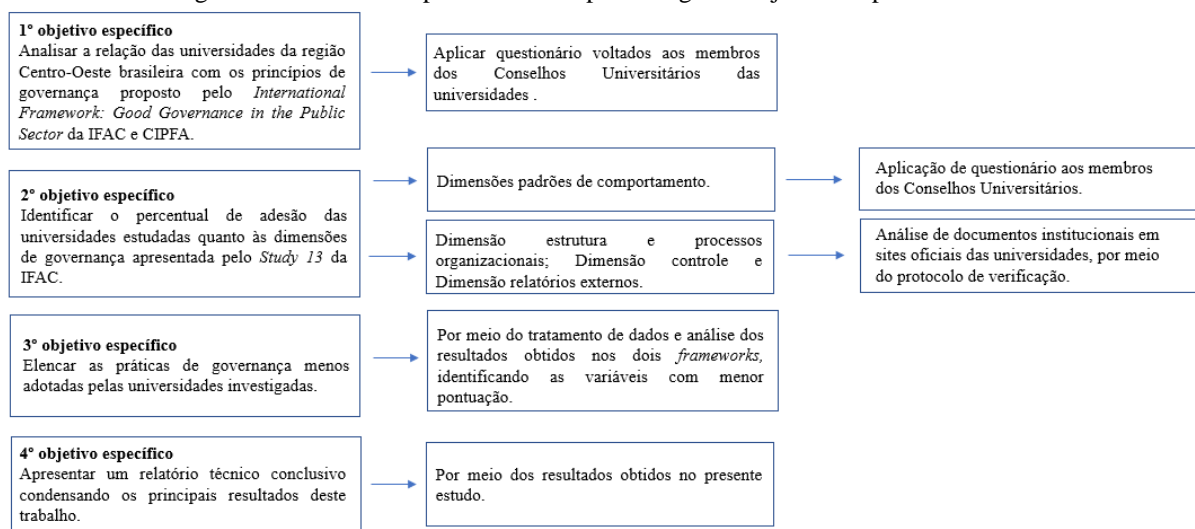 1º objetivo específico
Analisar a relação das universidades da região
Centro-Oeste brasileira com os princípios de
governança proposto pelo International
Framework: Good Governance in the Public
Sector da IFAC e CIPFA.
Aplicar questionário voltados aos membros
dos Conselhos Universitários das
universidades .
2º objetivo específico
Identificar o percentual de adesão das
universidades estudadas quanto às dimensões
de governança apresentada pelo Study 13 da
IFAC.
Dimensões padrões de comportamento.
Aplicação de questionário aos membros
dos Conselhos Universitários.
Dimensão estrutura e processos
organizacionais; Dimensão controle e
Dimensão relatórios externos.
Análise de documentos institucionais em
sites oficiais das universidades, por meio
do protocolo de verificação.
3º objetivo específico
Elencar as práticas de governança menos
adotadas pelas universidades investigadas.
Por meio do tratamento de dados e análise dos
resultados obtidos nos dois frameworks,
identificando as variáveis com menor
pontuação.
4º objetivo específico
Apresentar um relatório técnico conclusivo
condensando os principais resultados deste
trabalho.
Por meio dos resultados obtidos no presente
estudo.